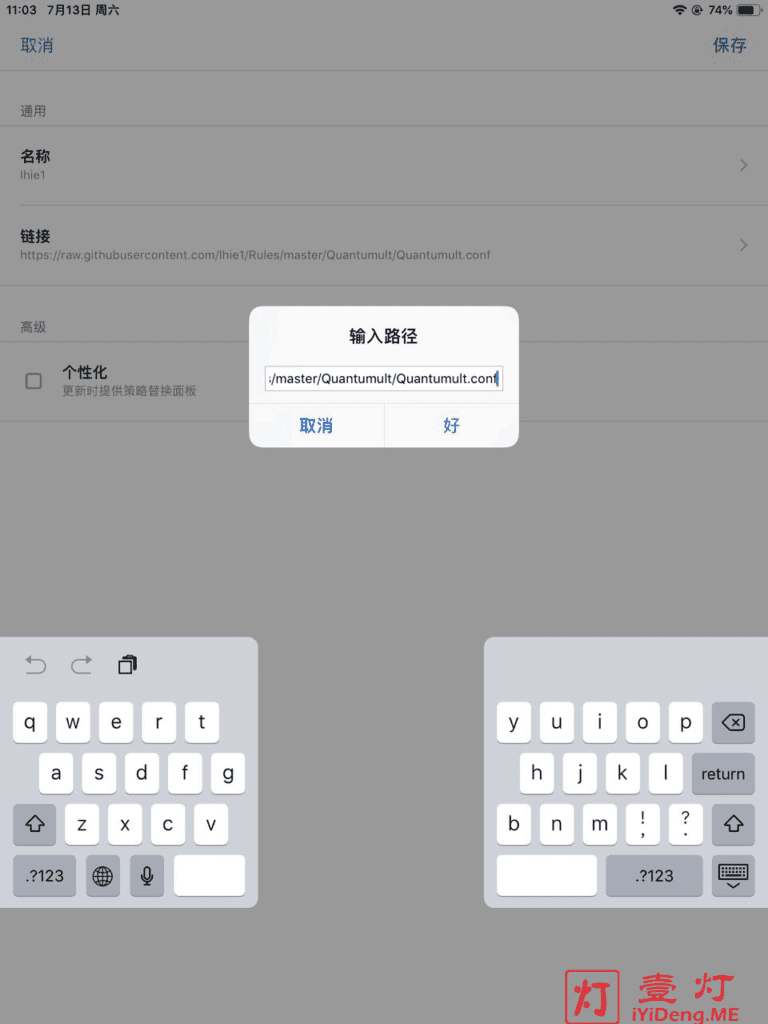 11:03 7月13日 周六
74%
取消
保存
通用
名称
lhie1
链接
https://raw.githubusercontent.com/lhie1/Rules/master/Quantumult/Quantumult.conf
高级
个性化
更新时提供策略替换面板
输入路径
/master/Quantumult/Quantumult.conf
取消
好
q w e r t
y u i o p
a s d f g
h j k l return
z x c v
b n m ! , ? .
.?123
.?123
灯
壹灯
iYiDeng.ME